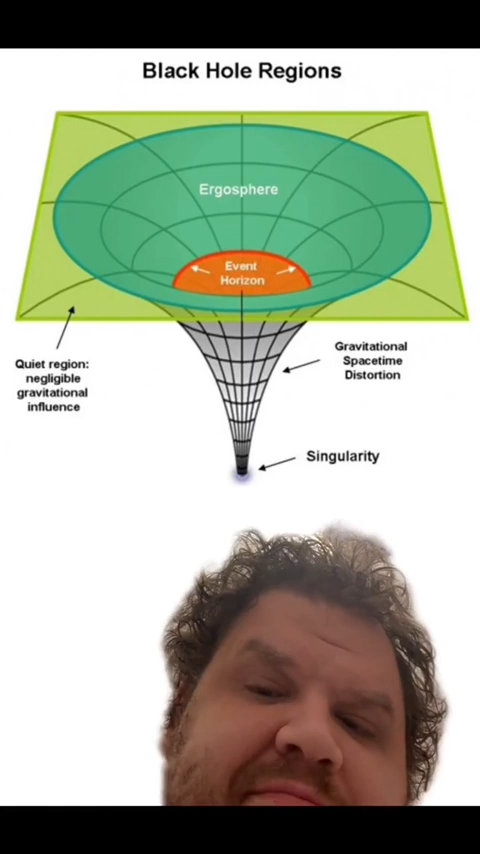 Black Hole Regions
Ergosphere
Event
Horizon
Quiet region:
negligible
gravitational
influence
Gravitational
Spacetime
Distortion
Singularity